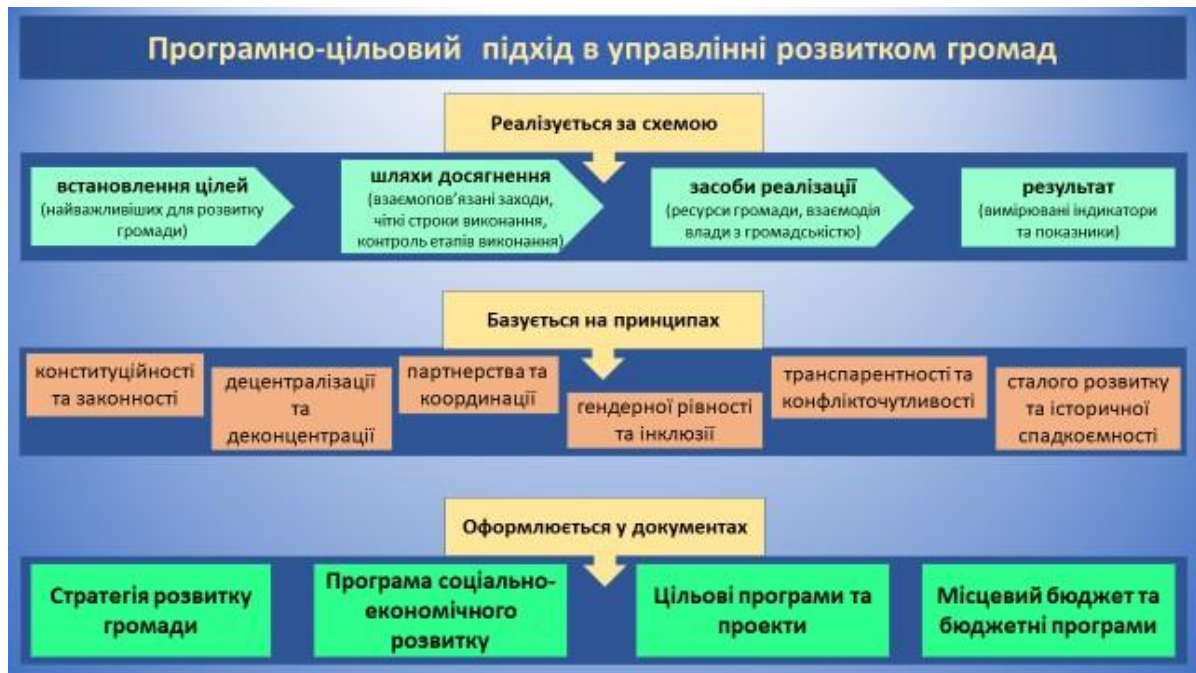 Програмно-цільовий підхід в управлінні розвитком громад
Реалізується за схемою
встановлення цілей
(найважливіших для розвитку
громади)
шляхи досягнення
(взаємопов’язані заходи,
чіткі строки виконання,
контроль етапів виконання)
засоби реалізації
(ресурси громади, взаємодія
влади з громадськістю)
результат
(вимірювані індикатори
та показники)
Базується на принципах
конституційності
та законності
децентралізації
та
деконцентрації
партнерства та
координації
гендерної рівності
та інклюзії
транспарентності та
конфлікточутливості
сталого розвитку
та історичної
спадкоємності
Оформлюється у документах
Стратегія розвитку
громади
Програма соціально-
економічного
розвитку
Цільові програми та
проекти
Місцевий бюджет та
бюджетні програми